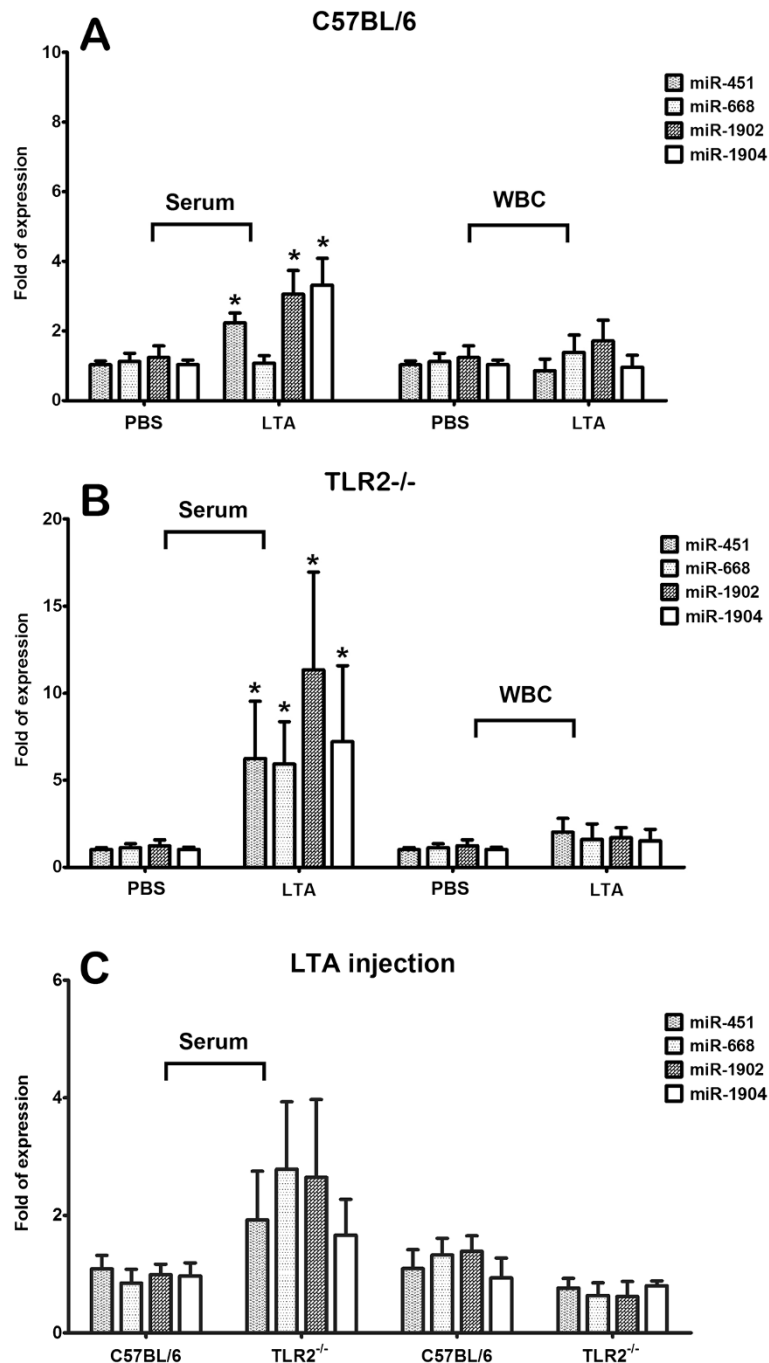 A
C57BL/6
10
8
6
4
2
0
Fold of expression
miR-451
miR-668
miR-1902
miR-1904
Serum
WBC
* * *
PBS LTA PBS LTA
B
TLR2-/-
20
15
10
5
0
Fold of expression
miR-451
miR-668
miR-1902
miR-1904
Serum
WBC
* * * *
PBS LTA PBS LTA
C
LTA injection
6
4
2
0
Fold of expression
miR-451
miR-668
miR-1902
miR-1904
Serum
C57BL/6 TLR2-/- C57BL/6 TLR2-/-